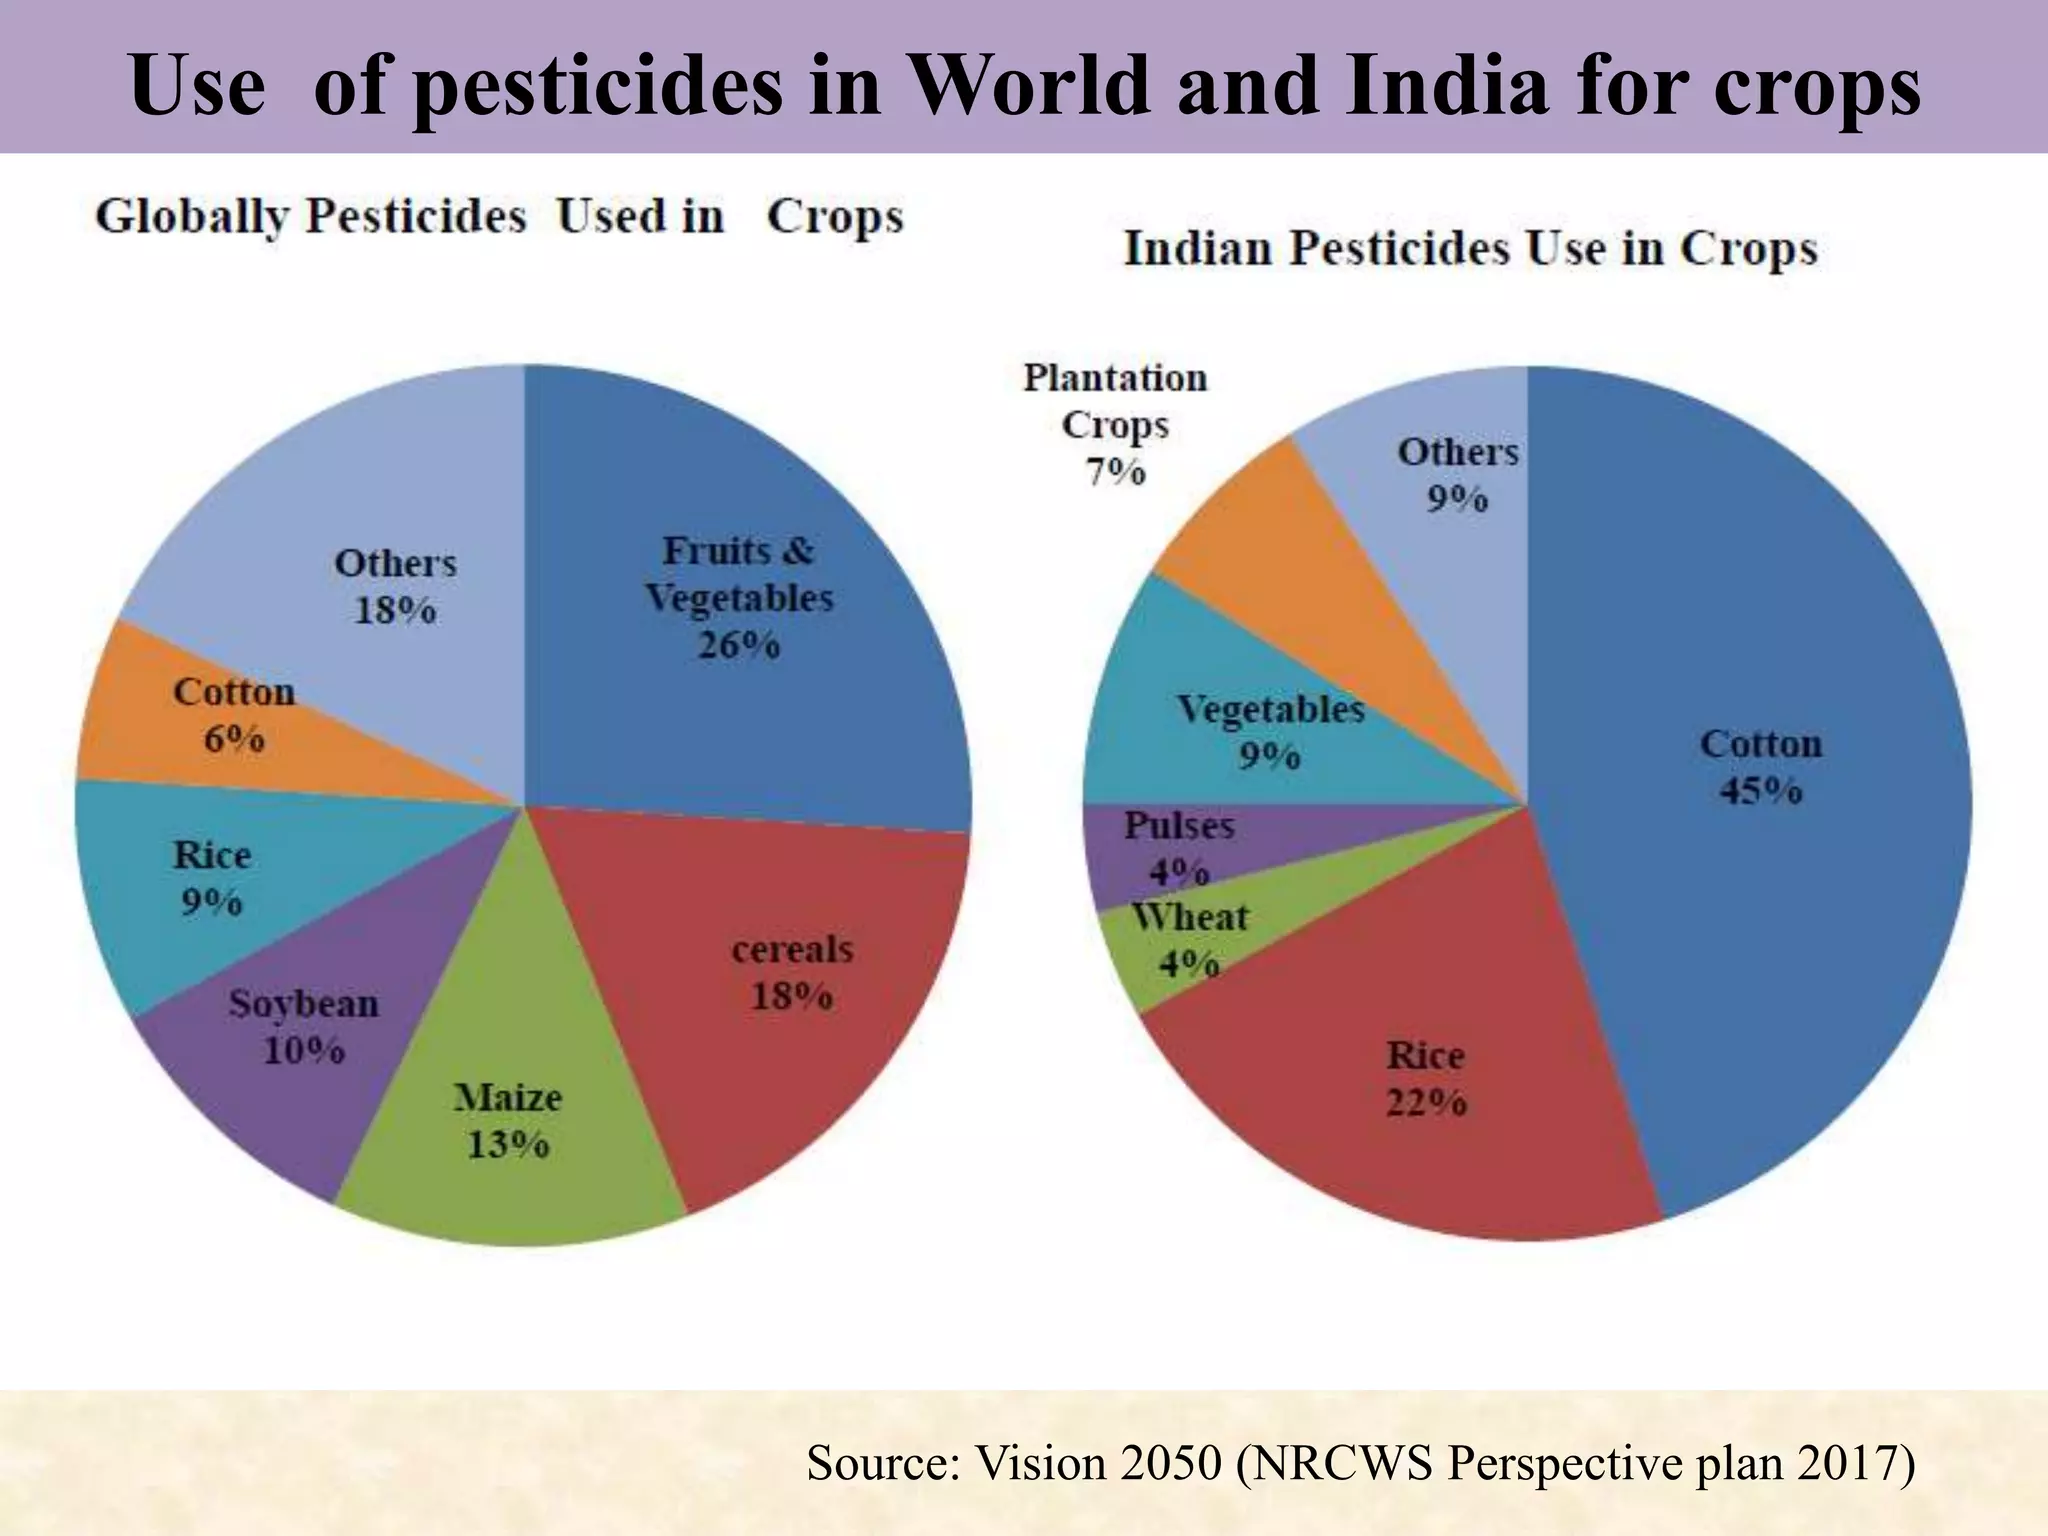 Use of pesticides in World and India for crops
Globally Pesticides Used in Crops
Others
18%
Fruits &
Vegetables
26%
Cotton
6%
Rice
9%
cereals
18%
Soybean
10%
Maize
13%
Indian Pesticides Use in Crops
Plantation
Crops
7%
Others
9%
Vegetables
9%
Cotton
45%
Pulses
4%
Wheat
4%
Rice
22%
Source: Vision 2050 (NRCWS Perspective plan 2017)